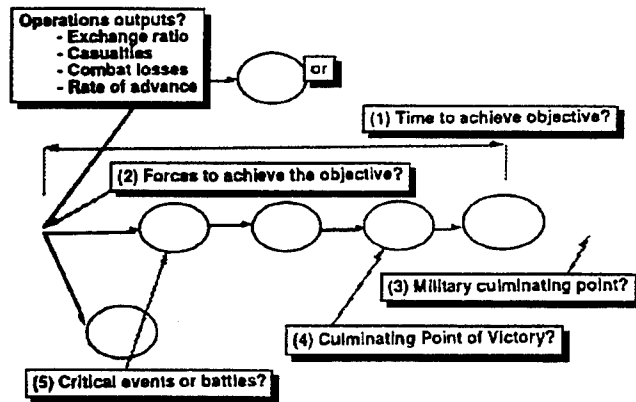 Operations outputs?
- Exchange ratio
- Casualties
- Combat losses
- Rate of advance
or
(1) Time to achieve objective?
(2) Forces to achieve the objective?
(3) Military culminating point?
(4) Culminating Point of Victory?
(5) Critical events or battles?